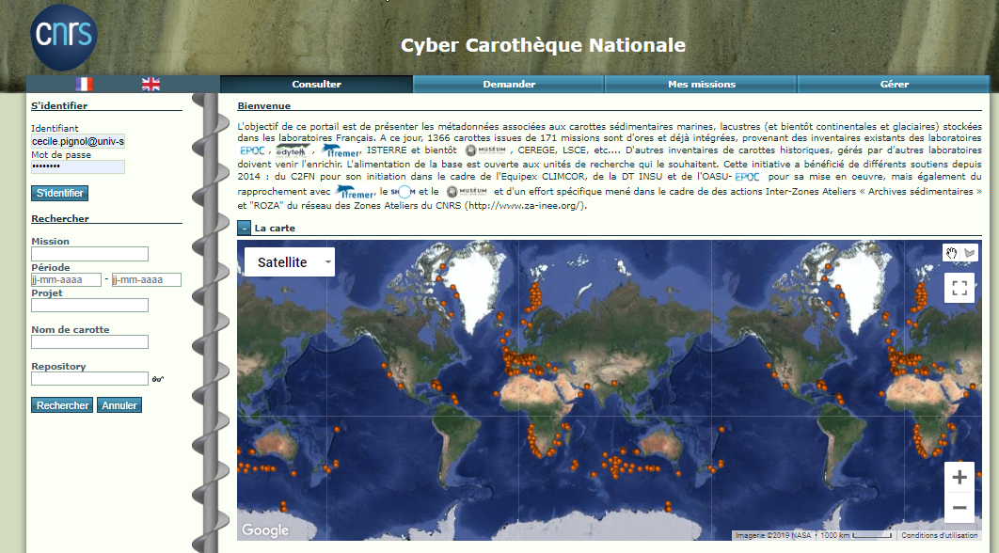 cnrs
Cyber Carothèque Nationale
Consulter
Demander
Mes missions
Gérer
S'identifier
Identifiant
cecile.pignol@univ-s
Mot de passe
S'identifier
Rechercher
Mission
Période
jj-mm-aaaa - jj-mm-aaaa
Projet
Nom de carotte
Repository
Rechercher Annuler
Bienvenue
L'objectif de ce portail est de présenter les métadonnées associées aux carottes sédimentaires marines, lacustres (et bientôt continentales et glaciaires) stockées
dans les laboratoires Français. A ce jour, 1366 carottes issues de 171 missions sont d'ores et déjà intégrées, provenant des inventaires existants des laboratoires
EPOC , edytem , Ifremer, ISTERRE et bientôt MUSÉUM , CEREGE, LSCE, etc.... D'autres inventaires de carottes historiques, gérés par d'autres laboratoires
doivent venir l'enrichir. L'alimentation de la base est ouverte aux unités de recherche qui le souhaitent. Cette initiative a bénéficié de différents soutiens depuis
2014 : du C2FN pour son initiation dans le cadre de l'Equipex CLIMCOR, de la DT INSU et de l'OASU- EPOC pour sa mise en oeuvre, mais également du
rapprochement avec Ifremer, le SHOM et le MUSÉUM et d'un effort spécifique mené dans le cadre de des actions Inter-Zones Ateliers « Archives sédimentaires »
et "ROZA" du réseau des Zones Ateliers du CNRS (http://www.za-inee.org/).
- La carte
Satellite
+
−
Google
Imagerie ©2019 NASA
1000 km
Conditions d'utilisation